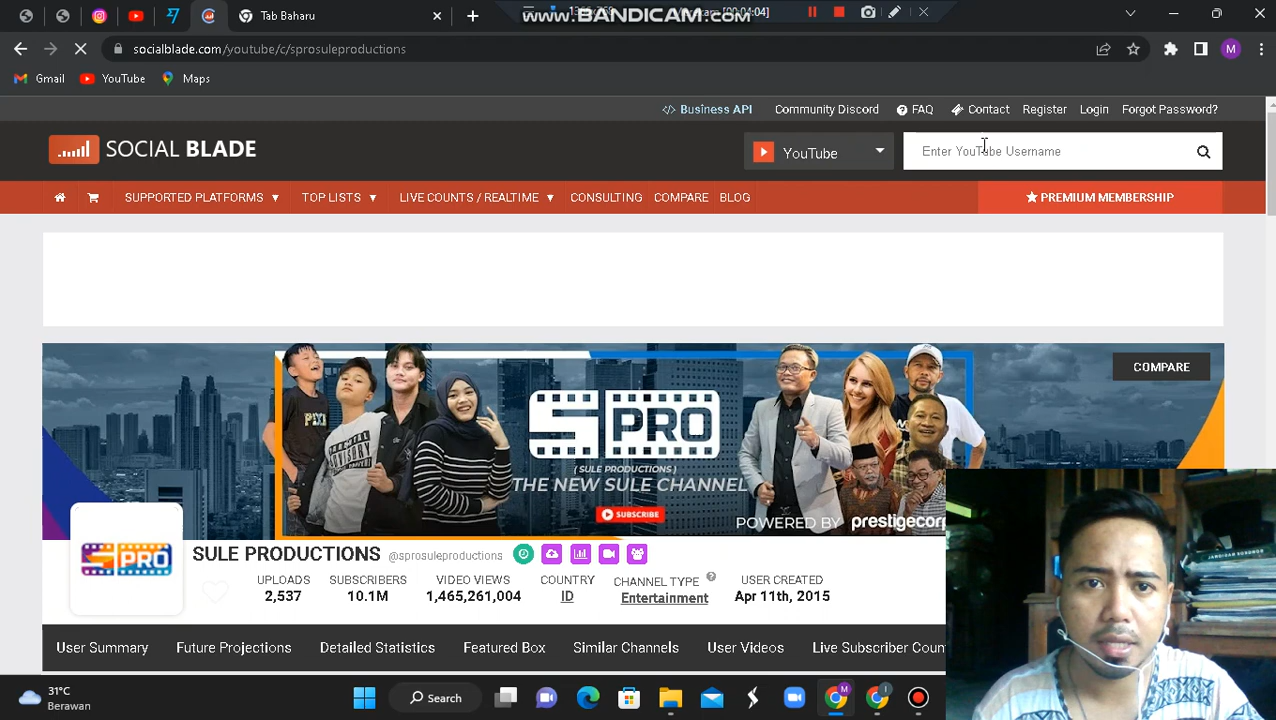 Tab Baharu
www.BANDICAM.com
socialblade.com/youtube/c/sprosuleproductions
M
Gmail YouTube Maps
</> Business API Community Discord FAQ Contact Register Login Forgot Password?
SOCIAL BLADE
YouTube
Enter YouTube Username
SUPPORTED PLATFORMS TOP LISTS LIVE COUNTS / REALTIME CONSULTING COMPARE BLOG
PREMIUM MEMBERSHIP
COMPARE
S PRO
( SULE PRODUCTIONS )
THE NEW SULE CHANNEL
SUBSCRIBE
POWERED BY prestigecorp
SPRO
SULE PRODUCTIONS @sprosuleproductions
UPLOADS SUBSCRIBERS VIDEO VIEWS COUNTRY CHANNEL TYPE USER CREATED
2,537 10.1M 1,465,261,004 ID Entertainment Apr 11th, 2015
User Summary Future Projections Detailed Statistics Featured Box Similar Channels User Videos Live Subscriber Coun
31°C
Berawan
Search